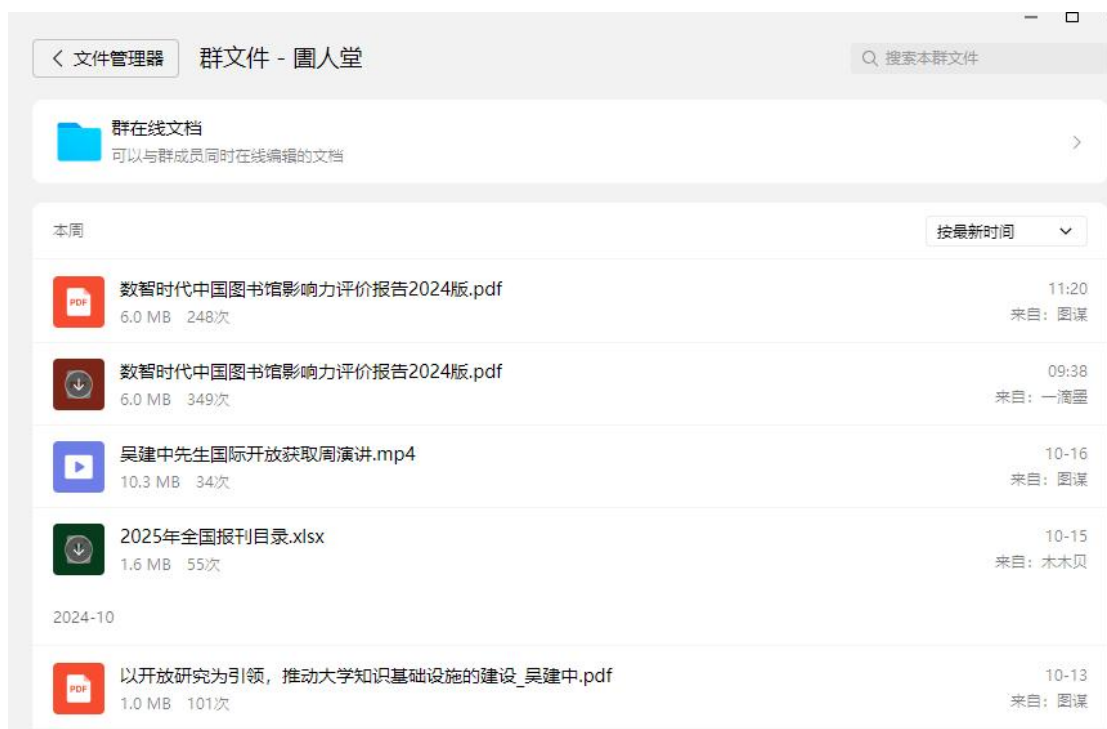 文件管理器 群文件 - 圕人堂 搜索本群文件
群在线文档
可以与群成员同时在线编辑的文档
本周 按最新时间
数智时代中国图书馆影响力评价报告2024版.pdf 11:20
6.0 MB 248次 来自：图谋
数智时代中国图书馆影响力评价报告2024版.pdf 09:38
6.0 MB 349次 来自：一滴墨
吴建中先生国际开放获取周演讲.mp4 10-16
10.3 MB 34次 来自：图谋
2025年全国报刊目录.xlsx 10-15
1.6 MB 55次 来自：木木贝
2024-10
以开放研究为引领，推动大学知识基础设施的建设_吴建中.pdf 10-13
PDF
1.0 MB 101次 来自：图谋